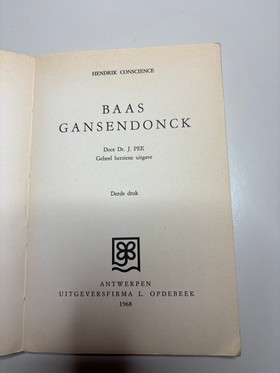 HENDRIK CONSCIENCE
BAAS
GANSENDONCK
Door Dr. J. PEE
Geheel herziene uitgave
Derde druk
ANTWERPEN
UITGEVERSFIRMA L. OPDEBEEK
1968